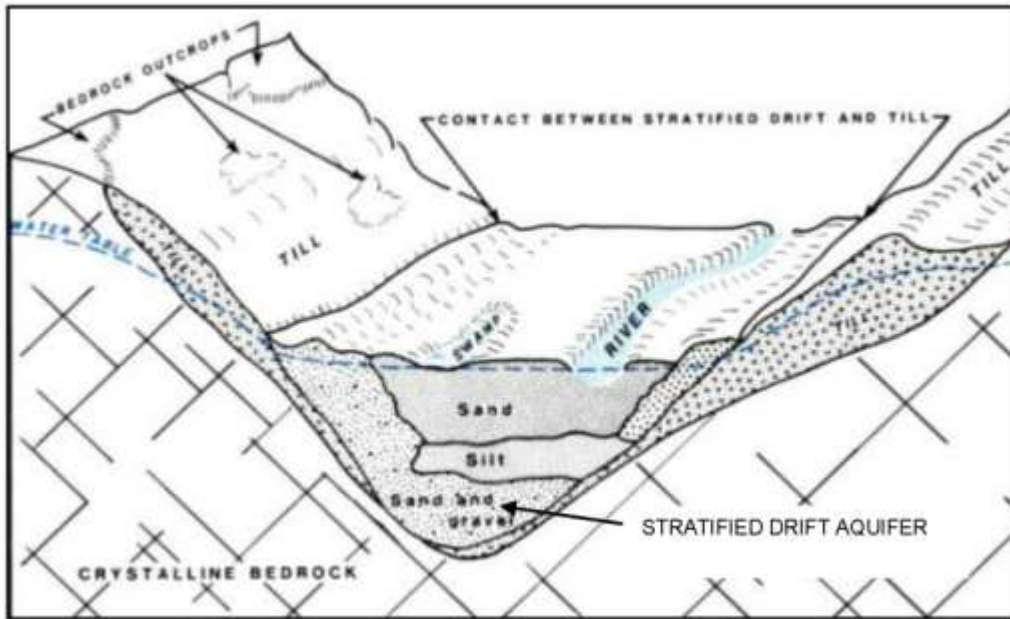 BEDROCK OUTCROPS
CONTACT BETWEEN STRATIFIED DRIFT AND TILL
TILL
WATER TABLE
TILL
TILL
SWAMP
RIVER
TILL
Sand
Silt
Sand and
gravel
STRATIFIED DRIFT AQUIFER
CRYSTALLINE BEDROCK